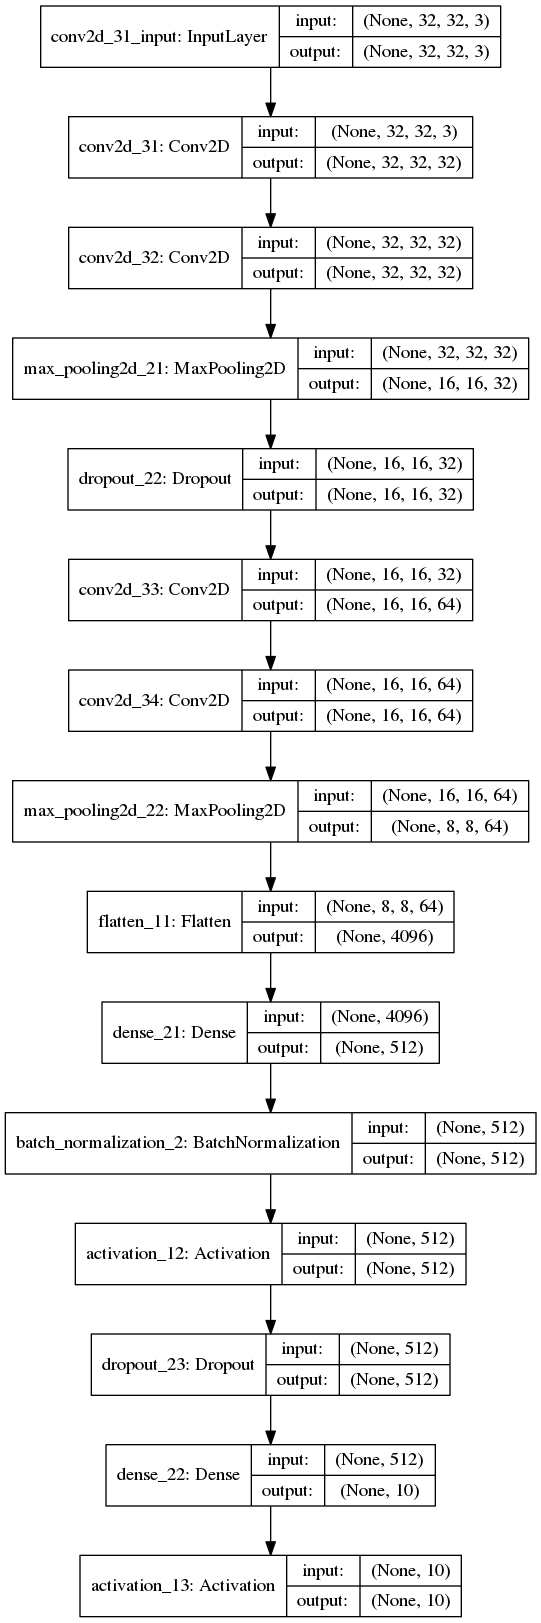 conv2d_31_input: InputLayer
input: (None, 32, 32, 3)
output: (None, 32, 32, 3)
conv2d_31: Conv2D
input: (None, 32, 32, 3)
output: (None, 32, 32, 32)
conv2d_32: Conv2D
input: (None, 32, 32, 32)
output: (None, 32, 32, 32)
max_pooling2d_21: MaxPooling2D
input: (None, 32, 32, 32)
output: (None, 16, 16, 32)
dropout_22: Dropout
input: (None, 16, 16, 32)
output: (None, 16, 16, 32)
conv2d_33: Conv2D
input: (None, 16, 16, 32)
output: (None, 16, 16, 64)
conv2d_34: Conv2D
input: (None, 16, 16, 64)
output: (None, 16, 16, 64)
max_pooling2d_22: MaxPooling2D
input: (None, 16, 16, 64)
output: (None, 8, 8, 64)
flatten_11: Flatten
input: (None, 8, 8, 64)
output: (None, 4096)
dense_21: Dense
input: (None, 4096)
output: (None, 512)
batch_normalization_2: BatchNormalization
input: (None, 512)
output: (None, 512)
activation_12: Activation
input: (None, 512)
output: (None, 512)
dropout_23: Dropout
input: (None, 512)
output: (None, 512)
dense_22: Dense
input: (None, 512)
output: (None, 10)
activation_13: Activation
input: (None, 10)
output: (None, 10)